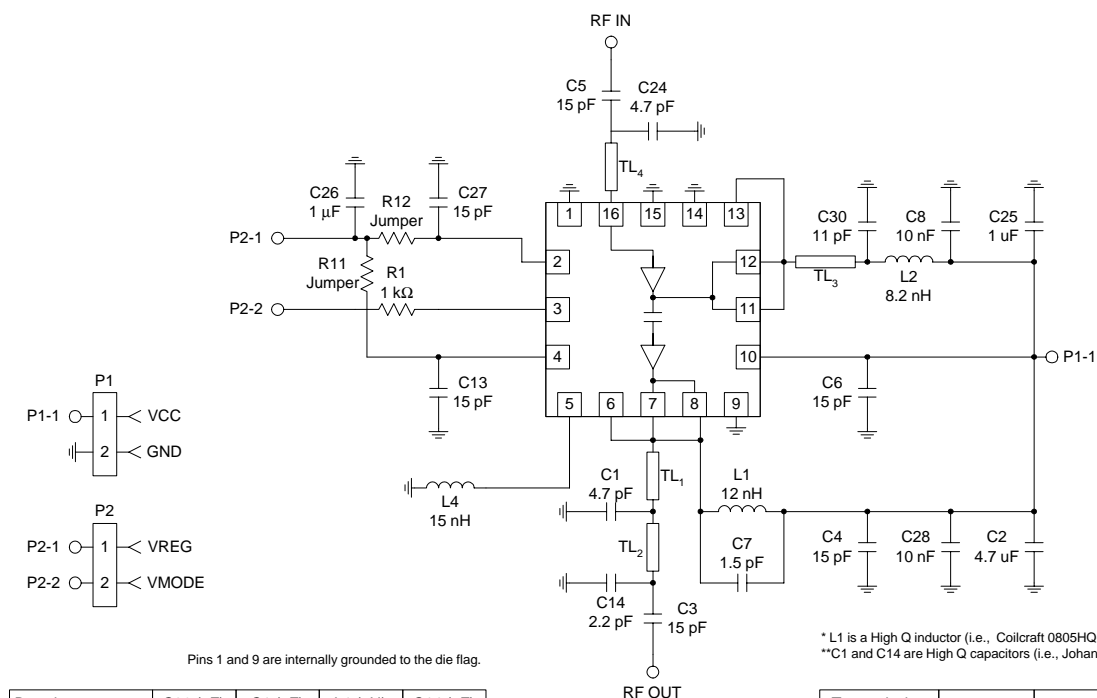 RF IN
C5
15 pF
C24
4.7 pF
TL4
C26
1 µF
R12
Jumper
C27
15 pF
1
16
15
14
13
C30
11 pF
C8
10 nF
C25
1 uF
P2-1
2
12
TL3
L2
8.2 nH
R11
Jumper
R1
1 kΩ
P2-2
3
11
4
10
P1-1
C13
15 pF
C6
15 pF
P1
P1-1
1
VCC
2
GND
5
6
7
8
9
L4
15 nH
C1
4.7 pF
TL1
L1
12 nH
P2
P2-1
1
VREG
P2-2
2
VMODE
TL2
C7
1.5 pF
C4
15 pF
C28
10 nF
C2
4.7 uF
C14
2.2 pF
C3
15 pF
* L1 is a High Q inductor (i.e., Coilcraft 0805HQ
**C1 and C14 are High Q capacitors (i.e., Johan
Pins 1 and 9 are internally grounded to the die flag.
RF OUT